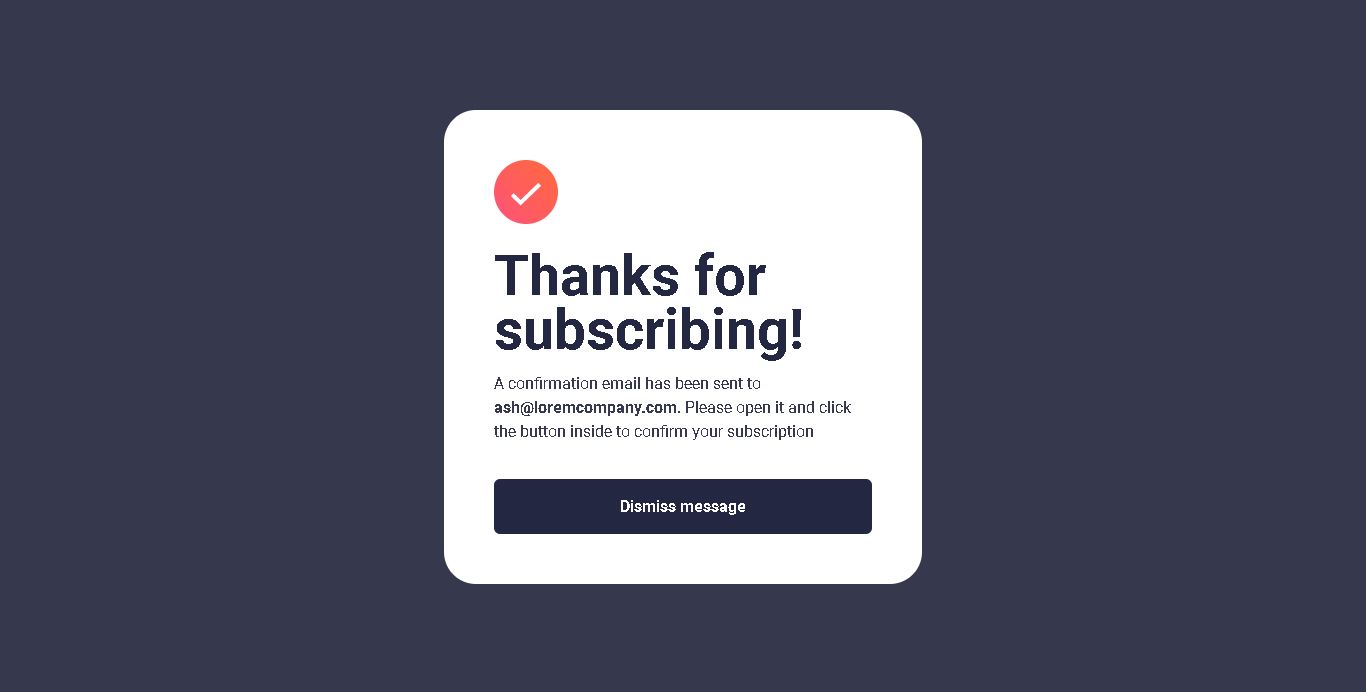 Thanks for
subscribing!
A confirmation email has been sent to
ash@loremcompany.com. Please open it and click
the button inside to confirm your subscription
Dismiss message